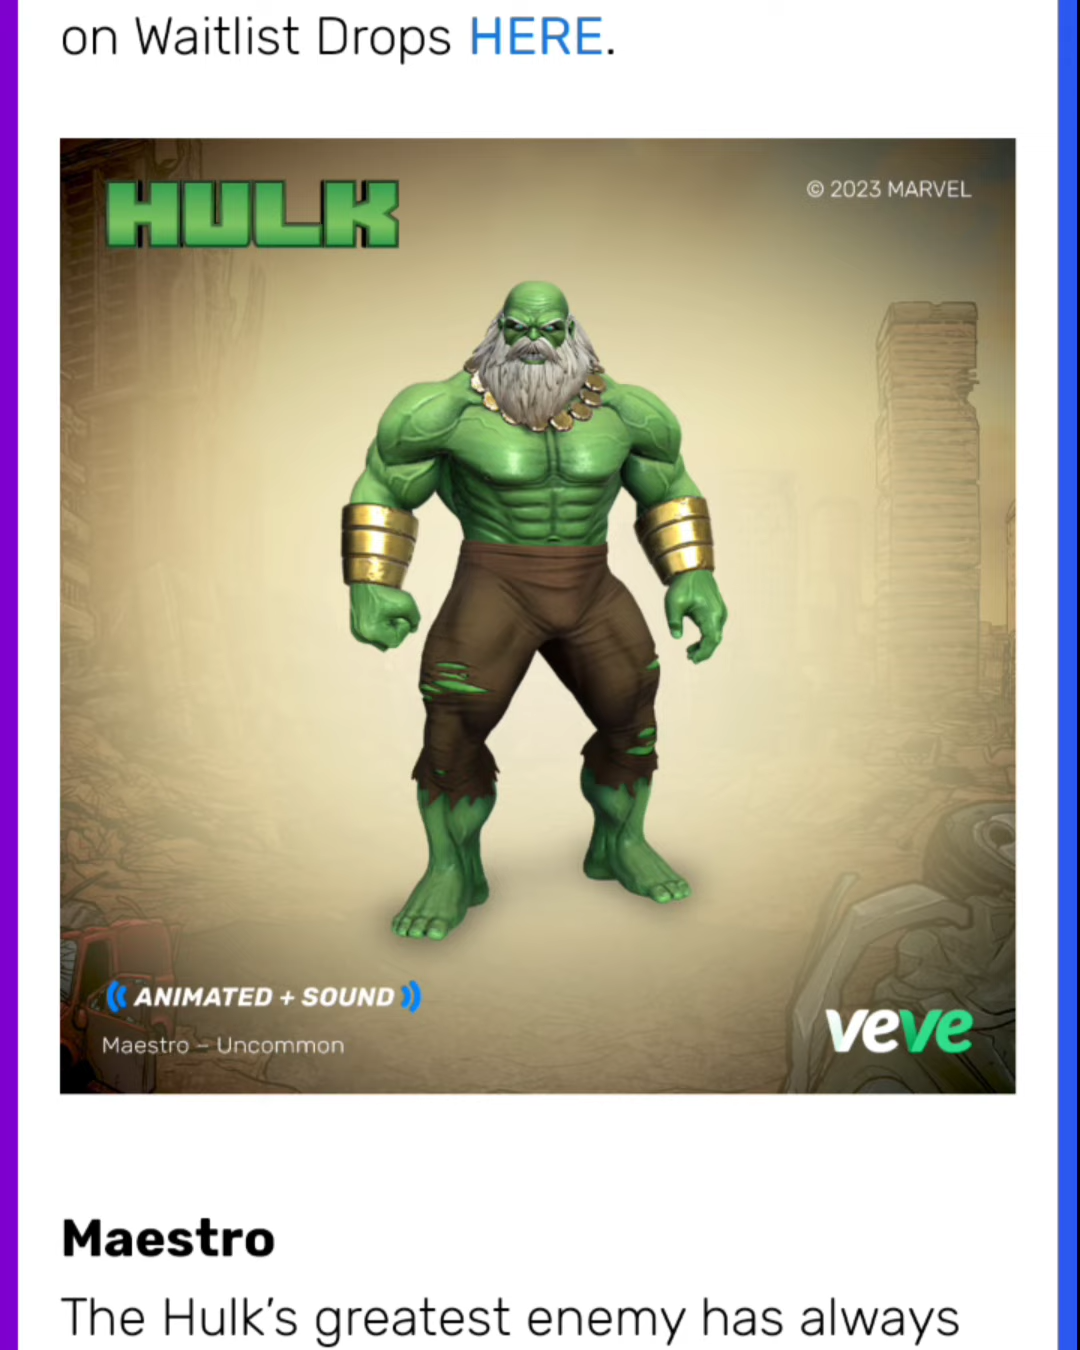 on Waitlist Drops HERE.
HULK
© 2023 MARVEL
ANIMATED + SOUND
Maestro – Uncommon
veve
Maestro
The Hulk’s greatest enemy has always